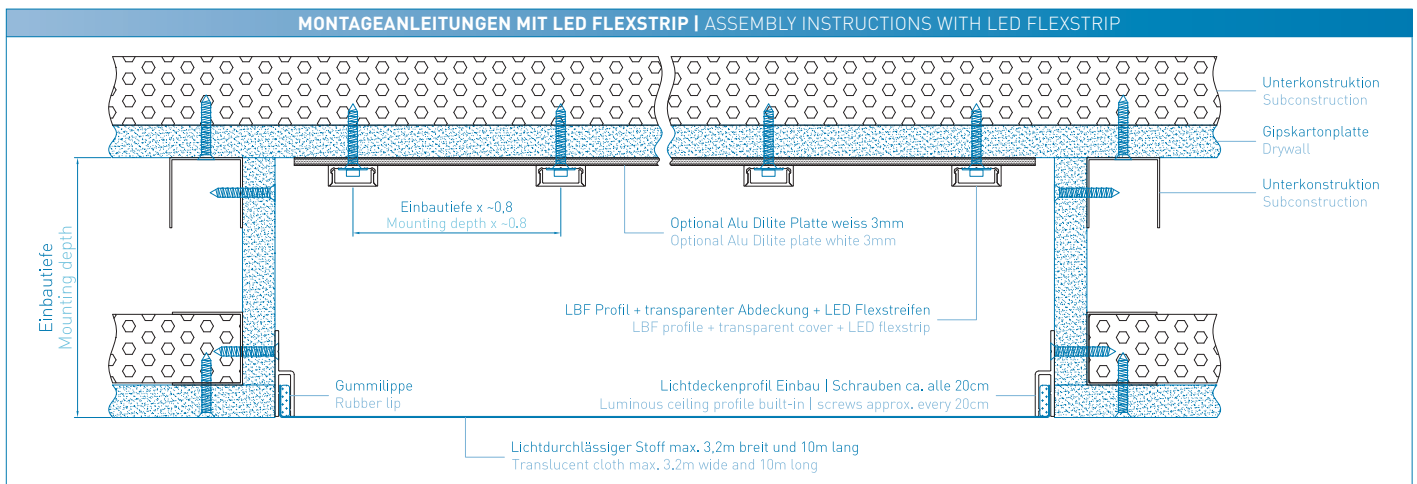 MONTAGEANLEITUNGEN MIT LED FLEXSTRIP | ASSEMBLY INSTRUCTIONS WITH LED FLEXSTRIP
Unterkonstruktion
Subconstruction
Gipskartonplatte
Drywall
Unterkonstruktion
Subconstruction
Einbautiefe x ~0,8
Mounting depth x ~0.8
Optional Alu Dilite Platte weiss 3mm
Optional Alu Dilite plate white 3mm
Einbautiefe
Mounting depth
LBF Profil + transparenter Abdeckung + LED Flexstreifen
LBF profile + transparent cover + LED flexstrip
Gummilippe
Rubber lip
Lichtdeckenprofil Einbau | Schrauben ca. alle 20cm
Luminous ceiling profile built-in | screws approx. every 20cm
Lichtdurchlässiger Stoff max. 3,2m breit und 10m lang
Translucent cloth max. 3.2m wide and 10m long